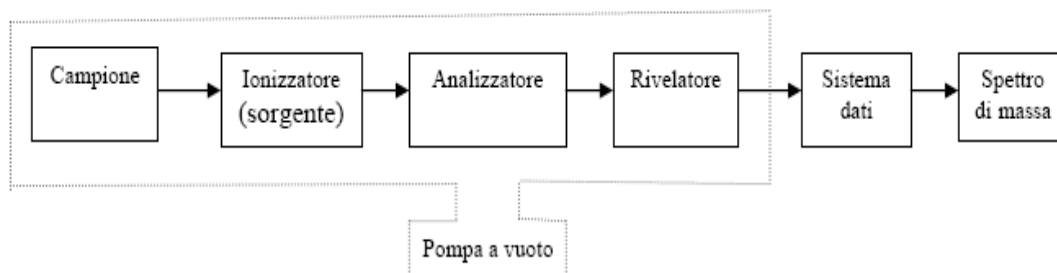 Campione
Ionizzatore
(sorgente)
Analizzatore
Rivelatore
Sistema
dati
Spettro
di massa
Pompa a vuoto